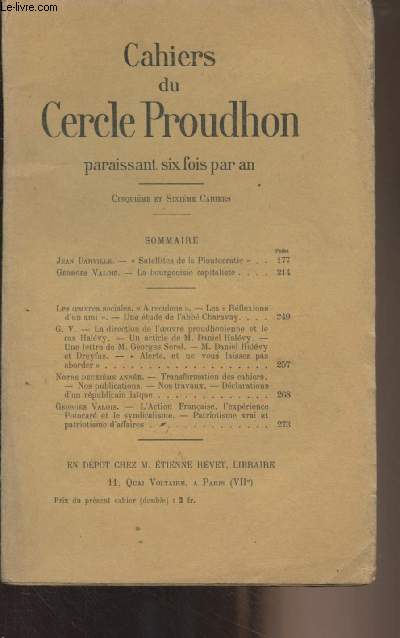 Le-livre.com
Cahiers
du
Cercle Proudhon
paraissant six fois par an
Cinquième et Sixième Cahiers
SOMMAIRE
Pages
Jean Darville. — « Satellites de la Ploutocratie » . . 177
Georges Valois. — La bourgeoisie capitaliste . . . . 214
Les œuvres sociales. « A reculons ». — Les « Réflexions
d'un ami ». — Une étude de l'abbé Charavay. . . . . 249
G. V. — La direction de l'œuvre proudhonienne et le
cas Halévy. — Un article de M. Daniel Halévy. —
Une lettre de M. Georges Sorel. — M. Daniel Halévy
et Dreyfus. — « Alerte, et ne vous laissez pas
aborder » . . . . . . . . . . 257
Notre deuxième année. — Transformation des cahiers.
— Nos publications. — Nos travaux. — Déclarations
d'un républicain laïque . . . . . . . . . . 268
Georges Valois. — L'Action Française, l'expérience
Poincaré et le syndicalisme. — Patriotisme vrai et
patriotisme d'affaires . . . . . . . . . . 273
EN DÉPÔT CHEZ M. ÉTIENNE REVET, LIBRAIRE
11, Quai Voltaire, a Paris (VIIe)
Prix du présent cahier (double) : 2 fr.